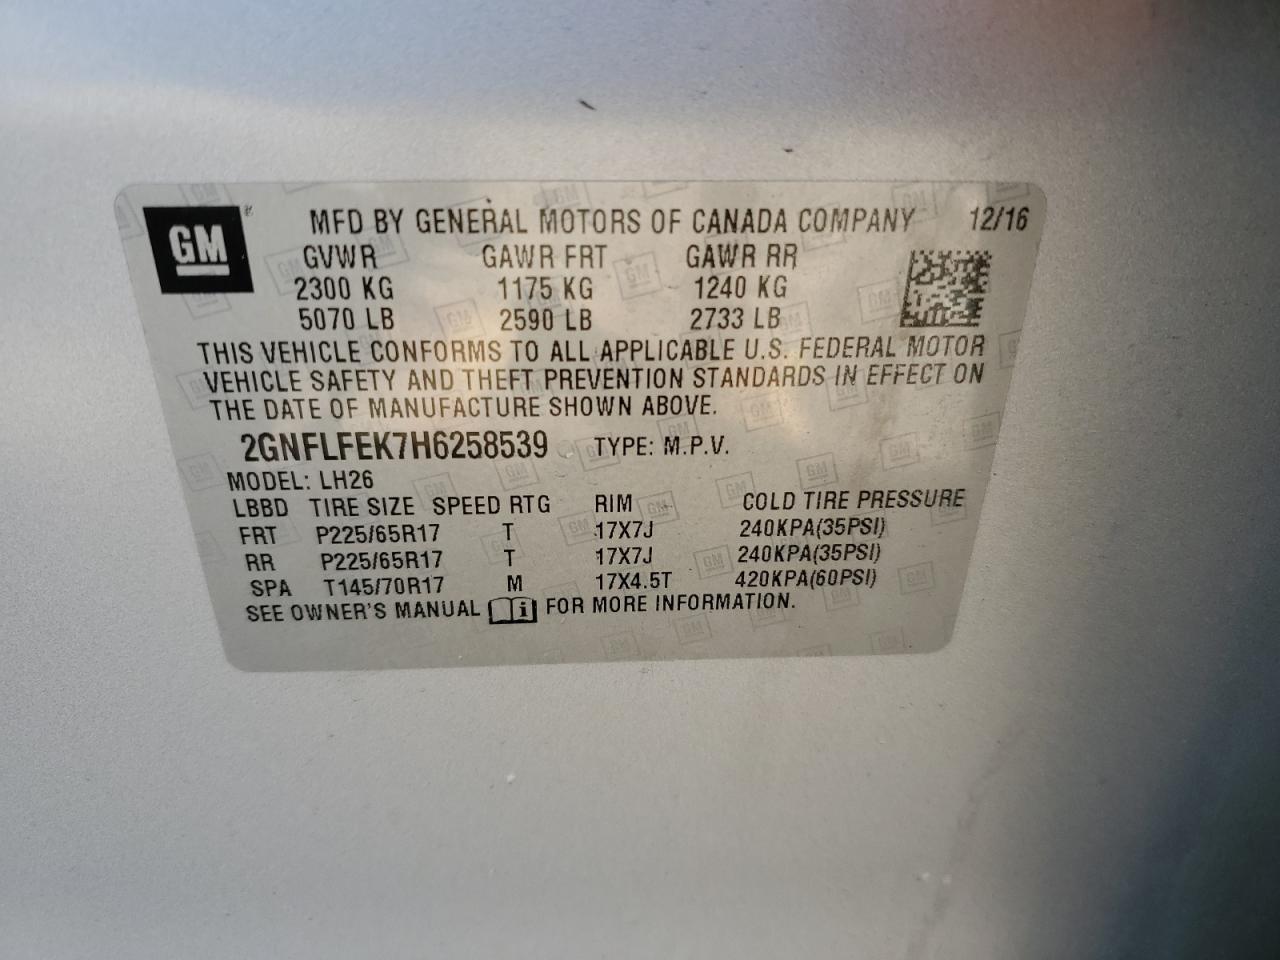 GM
MFD BY GENERAL MOTORS OF CANADA COMPANY 12/16
GVWR GAWR FRT GAWR RR
2300 KG 1175 KG 1240 KG
5070 LB 2590 LB 2733 LB
THIS VEHICLE CONFORMS TO ALL APPLICABLE U.S. FEDERAL MOTOR
VEHICLE SAFETY AND THEFT PREVENTION STANDARDS IN EFFECT ON
THE DATE OF MANUFACTURE SHOWN ABOVE.
2GNFLFEK7H6258539 TYPE: M.P.V.
MODEL: LH26
LBBD TIRE SIZE SPEED RTG RIM COLD TIRE PRESSURE
FRT P225/65R17 T 17X7J 240KPA(35PSI)
RR P225/65R17 T 17X7J 240KPA(35PSI)
SPA T145/70R17 M 17X4.5T 420KPA(60PSI)
SEE OWNER'S MANUAL i FOR MORE INFORMATION.